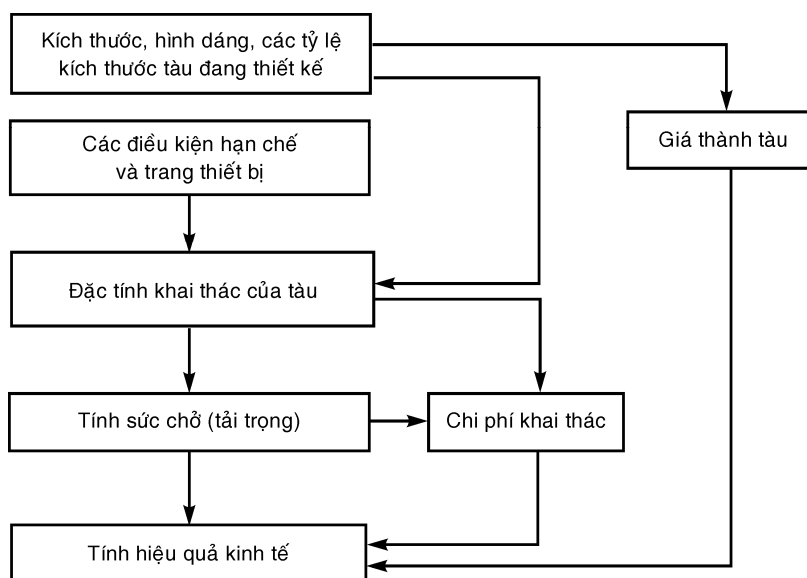 Kích thước, hình dáng, các tỷ lệ
kích thước tàu đang thiết kế
Các điều kiện hạn chế
và trang thiết bị
Giá thành tàu
Đặc tính khai thác của tàu
Tính sức chở (tải trọng)
Chi phí khai thác
Tính hiệu quả kinh tế